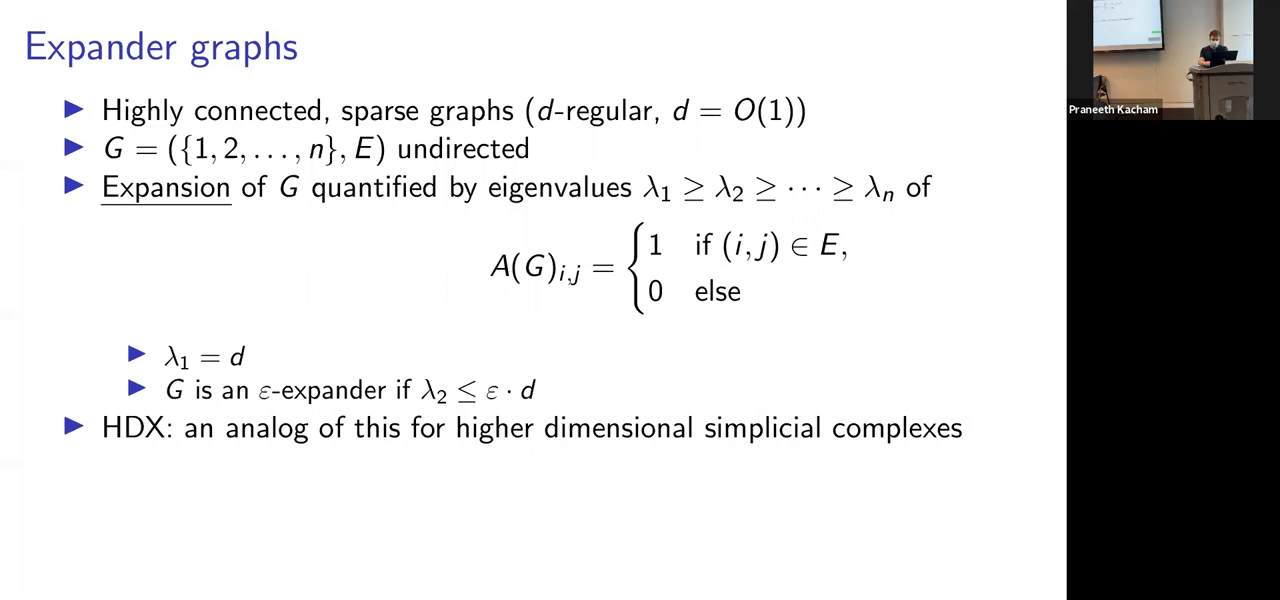 Expander graphs
▶ Highly connected, sparse graphs (d-regular, d = O(1))
▶ G = ({1, 2, . . . , n}, E) undirected
▶ Expansion of G quantified by eigenvalues λ₁ ≥ λ₂ ≥ · · · ≥ λₙ of
A(G)ᵢ,ⱼ = { 1 if (i, j) ∈ E,
0 else
▶ λ₁ = d
▶ G is an ε-expander if λ₂ ≤ ε · d
▶ HDX: an analog of this for higher dimensional simplicial complexes
Praneeth Kacham